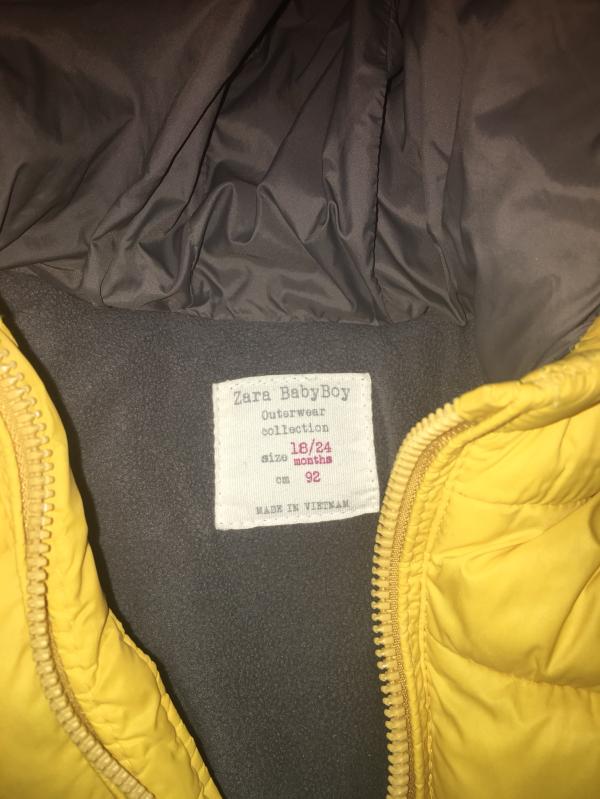 Zara BabyBoy
Outerwear
collection
size 18/24
months
cm 92
MADE IN VIETNAM